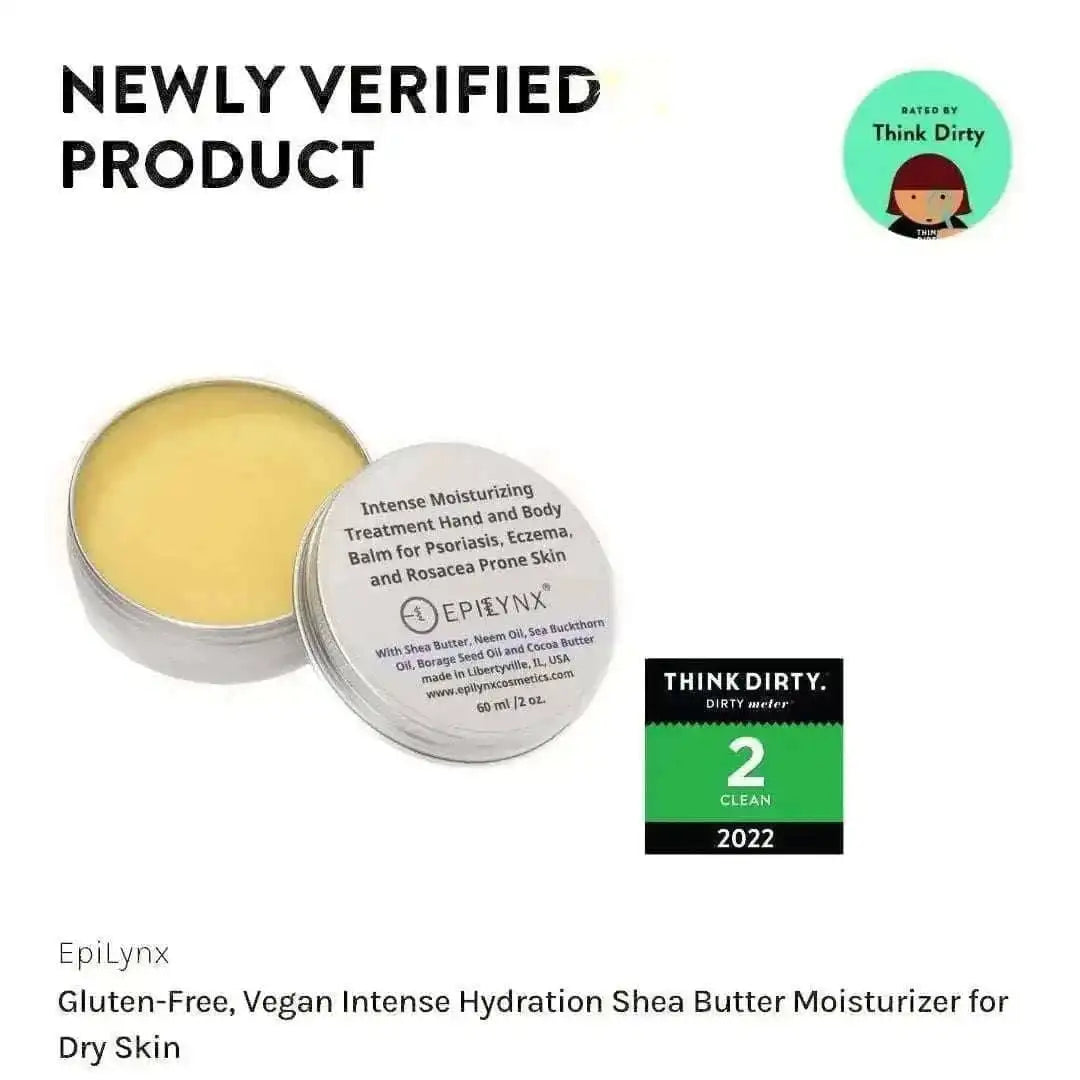 NEWLY VERIFIED
PRODUCT
RATED BY
Think Dirty
THINK
Intense Moisturizing
Treatment Hand and Body
Balm for Psoriasis, Eczema,
and Rosacea Prone Skin
EPILYNX®
With Shea Butter, Neem Oil, Sea Buckthorn
Oil, Borage Seed Oil and Cocoa Butter
made in Libertyville, IL, USA
www.epilynxcosmetics.com
60 ml /2 oz.
THINK DIRTY.
DIRTY meter
2
CLEAN
2022
EpiLynx
Gluten-Free, Vegan Intense Hydration Shea Butter Moisturizer for
Dry Skin